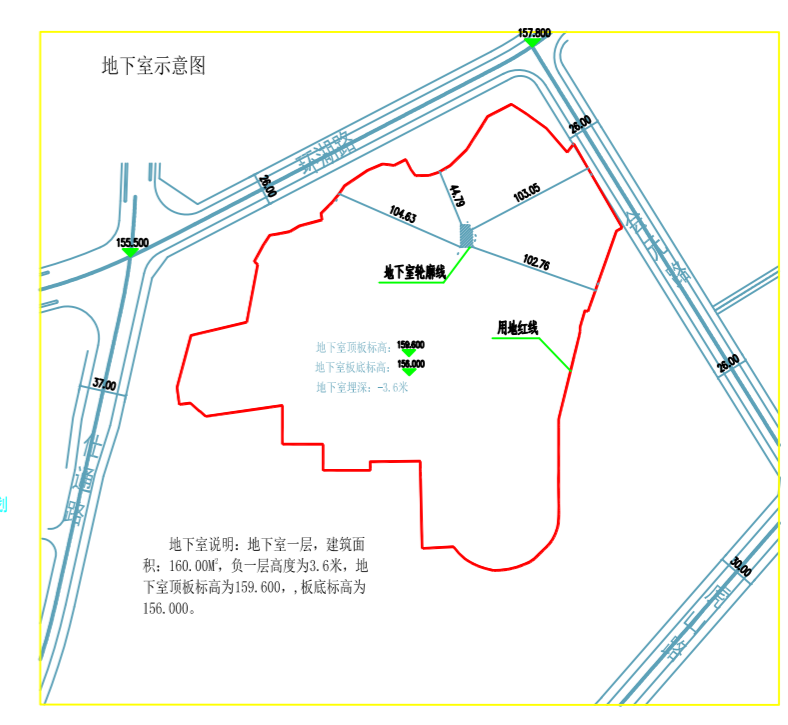 157.800
地下室示意图
26.00
环湖路
26.00
44.79
103.05
104.63
155.500
102.76
地下室轮廓线
用地红线
地下室顶板标高：159.600
地下室板底标高：156.000
地下室埋深：-3.6米
26.00
37.00
划
地下室说明：地下室一层，建筑面
积：160.00㎡，负一层高度为3.6米，地
下室顶板标高为159.600，,板底标高为
156.000。
30.00